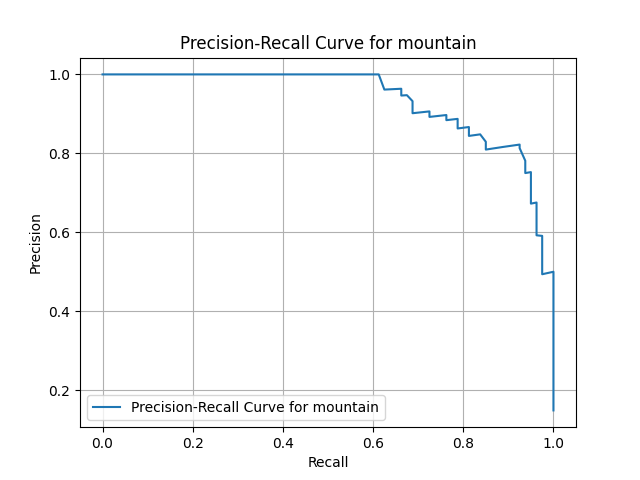 Precision-Recall Curve for mountain
1.0
0.8
0.6
0.4
0.2
Precision
Precision-Recall Curve for mountain
0.0 0.2 0.4 0.6 0.8 1.0
Recall